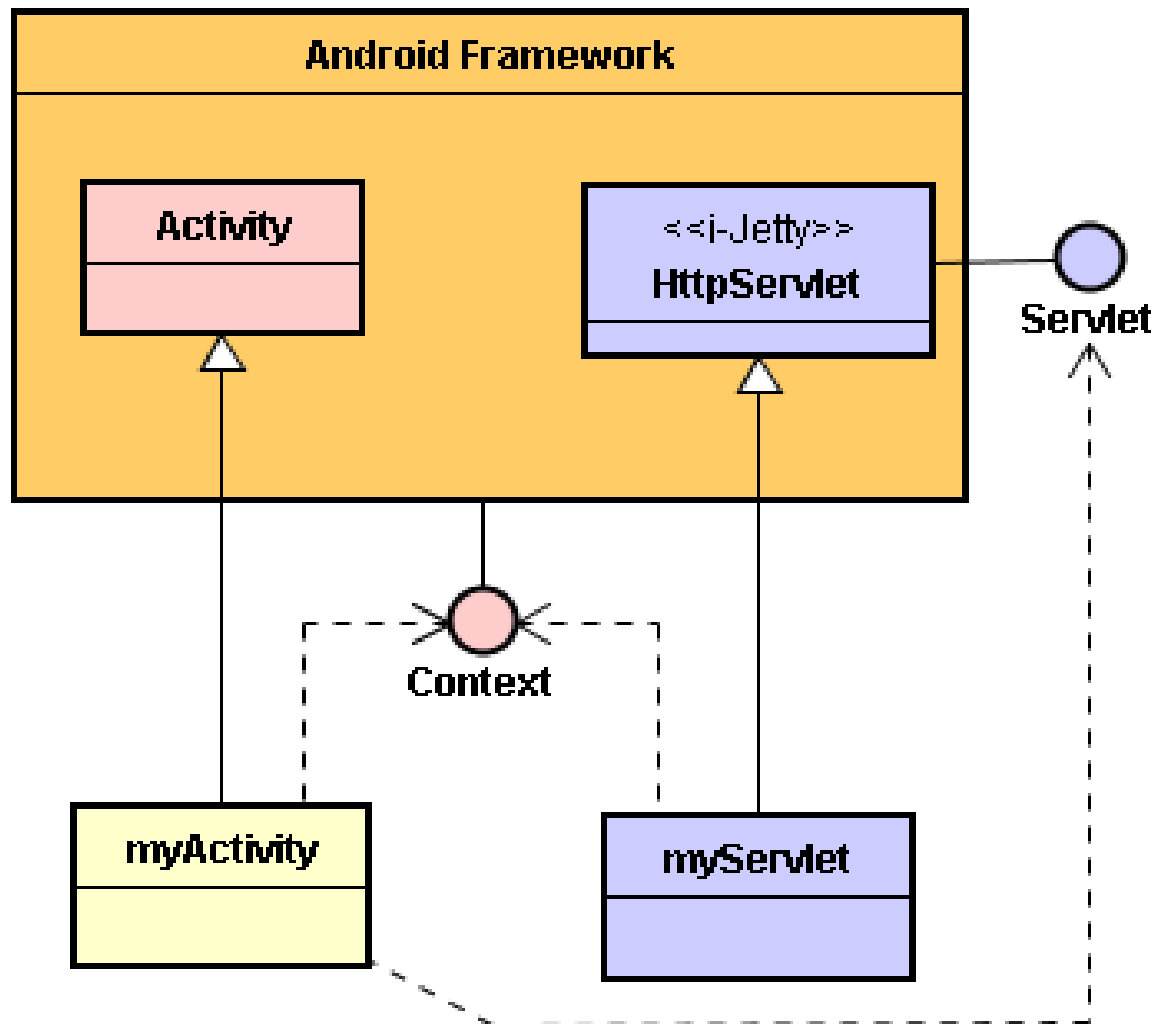 Android Framework
Activity
<<i-Jetty>>
HttpServlet
Servlet
Context
myActivity
myServlet